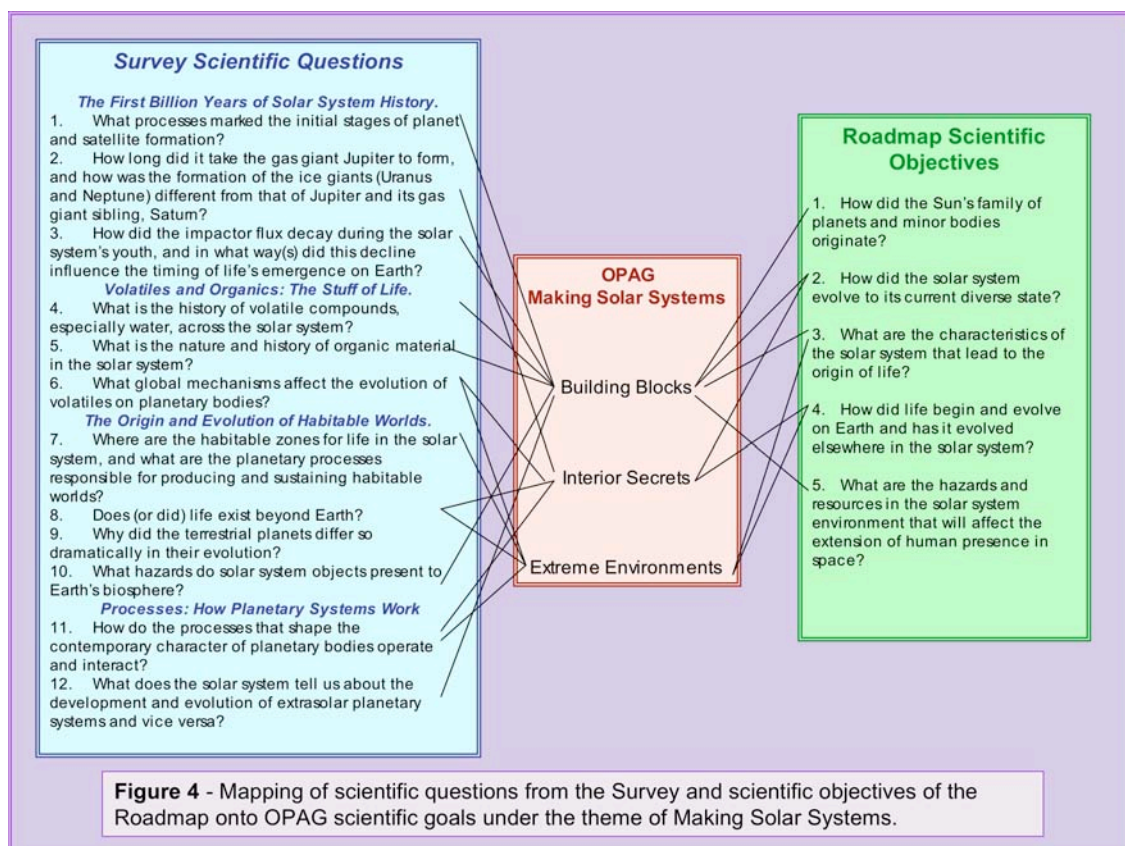 Survey Scientific Questions
The First Billion Years of Solar System History.
1. What processes marked the initial stages of planet
and satellite formation?
2. How long did it take the gas giant Jupiter to form,
and how was the formation of the ice giants (Uranus
and Neptune) different from that of Jupiter and its gas
giant sibling, Saturn?
3. How did the impactor flux decay during the solar
system's youth, and in what way(s) did this decline
influence the timing of life's emergence on Earth?
Volatiles and Organics: The Stuff of Life.
4. What is the history of volatile compounds,
especially water, across the solar system?
5. What is the nature and history of organic material
in the solar system?
6. What global mechanisms affect the evolution of
volatiles on planetary bodies?
The Origin and Evolution of Habitable Worlds.
7. Where are the habitable zones for life in the solar
system, and what are the planetary processes
responsible for producing and sustaining habitable
worlds?
8. Does (or did) life exist beyond Earth?
9. Why did the terrestrial planets differ so
dramatically in their evolution?
10. What hazards do solar system objects present to
Earth's biosphere?
Processes: How Planetary Systems Work
11. How do the processes that shape the
contemporary character of planetary bodies operate
and interact?
12. What does the solar system tell us about the
development and evolution of extrasolar planetary
systems and vice versa?
OPAG
Making Solar Systems
Building Blocks
Interior Secrets
Extreme Environments
Roadmap Scientific
Objectives
1. How did the Sun's family of
planets and minor bodies
originate?
2. How did the solar system
evolve to its current diverse state?
3. What are the characteristics of
the solar system that lead to the
origin of life?
4. How did life begin and evolve
on Earth and has it evolved
elsewhere in the solar system?
5. What are the hazards and
resources in the solar system
environment that will affect the
extension of human presence in
space?
Figure 4 - Mapping of scientific questions from the Survey and scientific objectives of the
Roadmap onto OPAG scientific goals under the theme of Making Solar Systems.